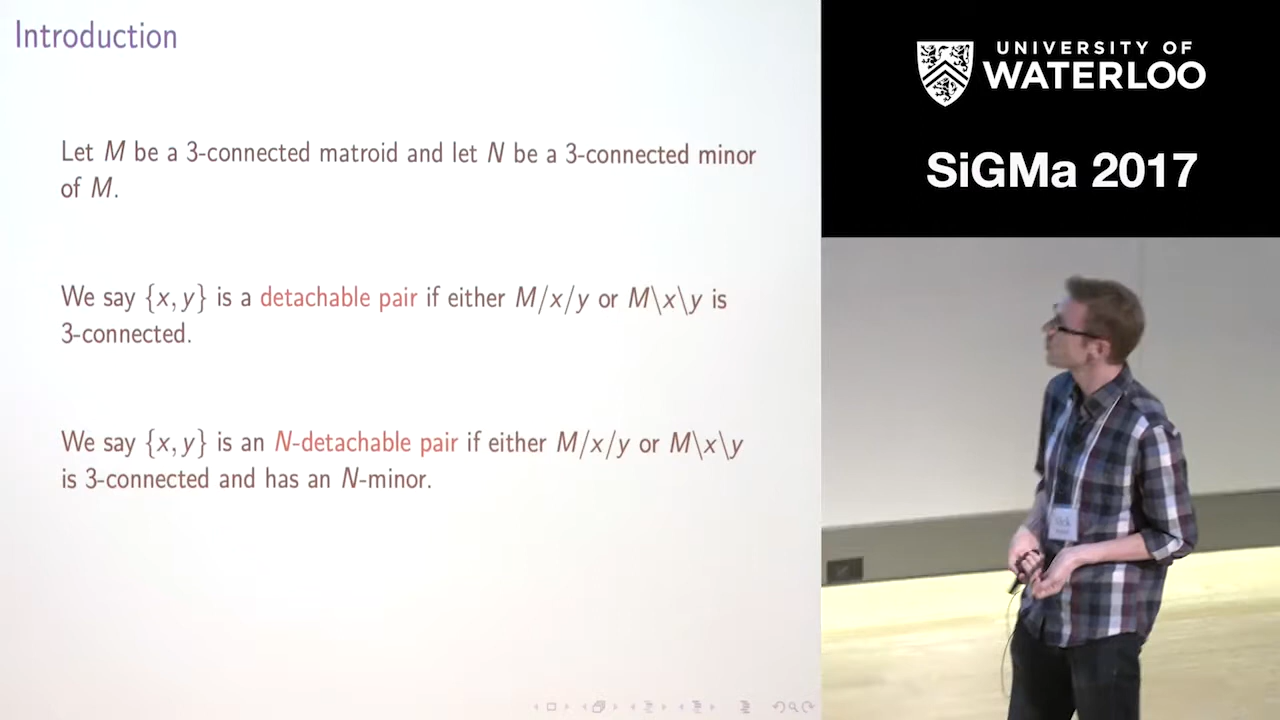 Introduction
Let M be a 3-connected matroid and let N be a 3-connected minor
of M.
We say {x, y} is a detachable pair if either M/x/y or M\x\y is
3-connected.
We say {x, y} is an N-detachable pair if either M/x/y or M\x\y
is 3-connected and has an N-minor.
UNIVERSITY OF
WATERLOO
SiGMa 2017